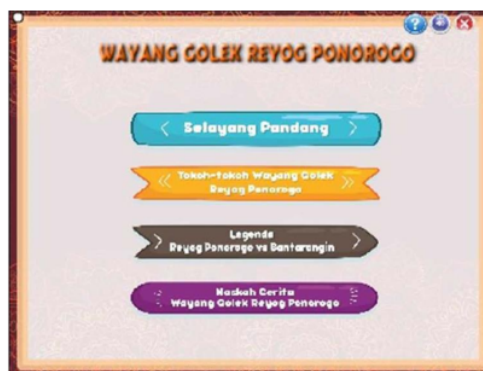 WAYANG GOLEK REYOG PONOROGO
Selayang Pandang
Tokoh-tokoh Wayang Golek
Reyog Ponorogo
Legenda
Reyog Ponorogo vs Bantarangin
Naskah Cerita
Wayang Golek Reyog Ponorogo